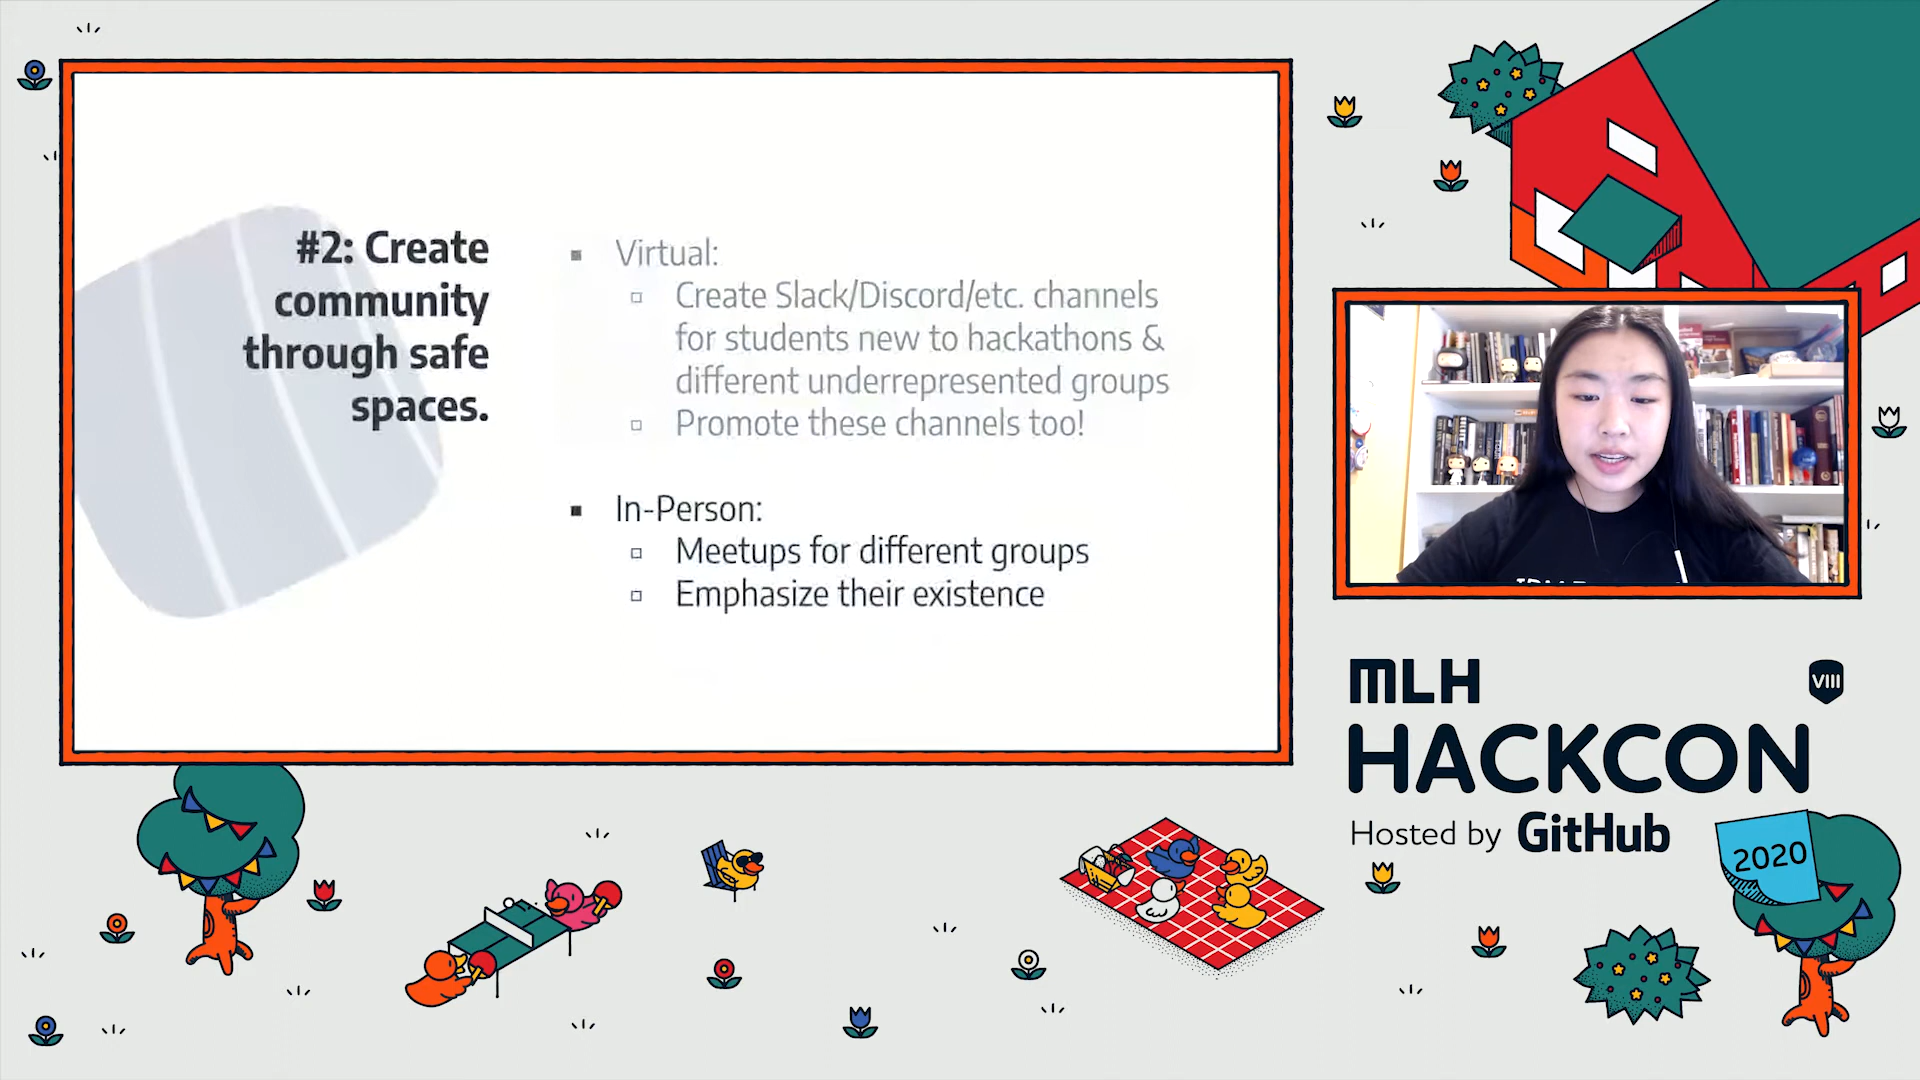 #2: Create
community
through safe
spaces.
Virtual:
Create Slack/Discord/etc. channels
for students new to hackathons &
different underrepresented groups
Promote these channels too!
In-Person:
Meetups for different groups
Emphasize their existence
MLH
VIII
HACKCON
Hosted by GitHub
2020